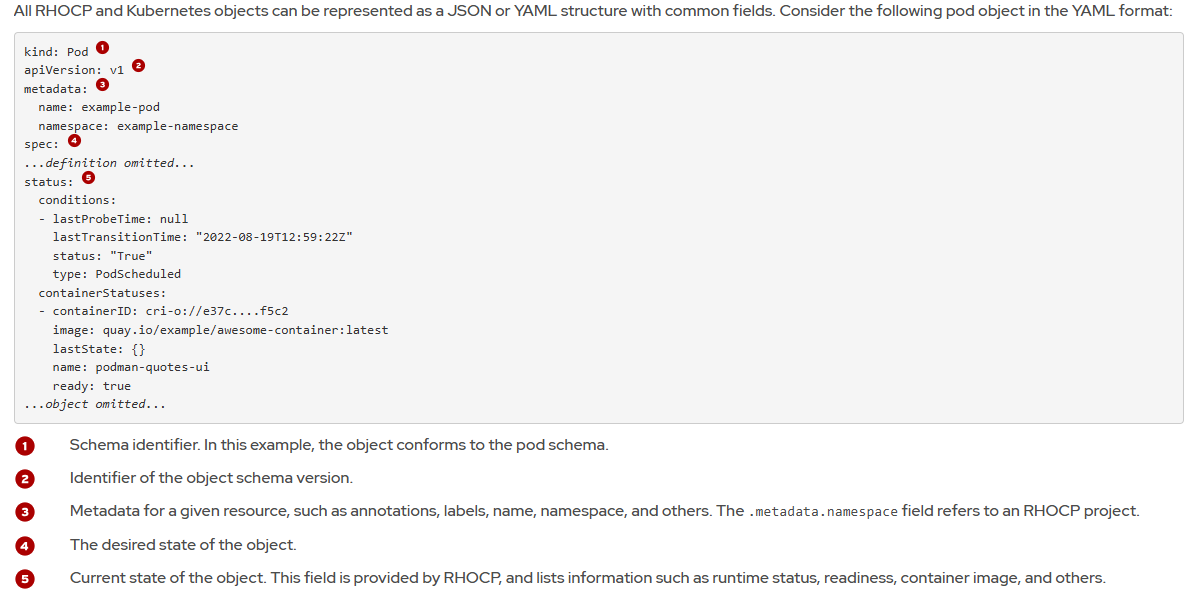 All RHOCP and Kubernetes objects can be represented as a JSON or YAML structure with common fields. Consider the following pod object in the YAML format:
kind: Pod 1
apiVersion: v1 2
metadata: 3
  name: example-pod
  namespace: example-namespace
spec: 4
...definition omitted...
status: 5
  conditions:
  - lastProbeTime: null
    lastTransitionTime: "2022-08-19T12:59:22Z"
    status: "True"
    type: PodScheduled
  containerStatuses:
  - containerID: cri-o://e37c....f5c2
    image: quay.io/example/awesome-container:latest
    lastState: {}
    name: podman-quotes-ui
    ready: true
...object omitted...
1 Schema identifier. In this example, the object conforms to the pod schema.
2 Identifier of the object schema version.
3 Metadata for a given resource, such as annotations, labels, name, namespace, and others. The .metadata.namespace field refers to an RHOCP project.
4 The desired state of the object.
5 Current state of the object. This field is provided by RHOCP, and lists information such as runtime status, readiness, container image, and others.